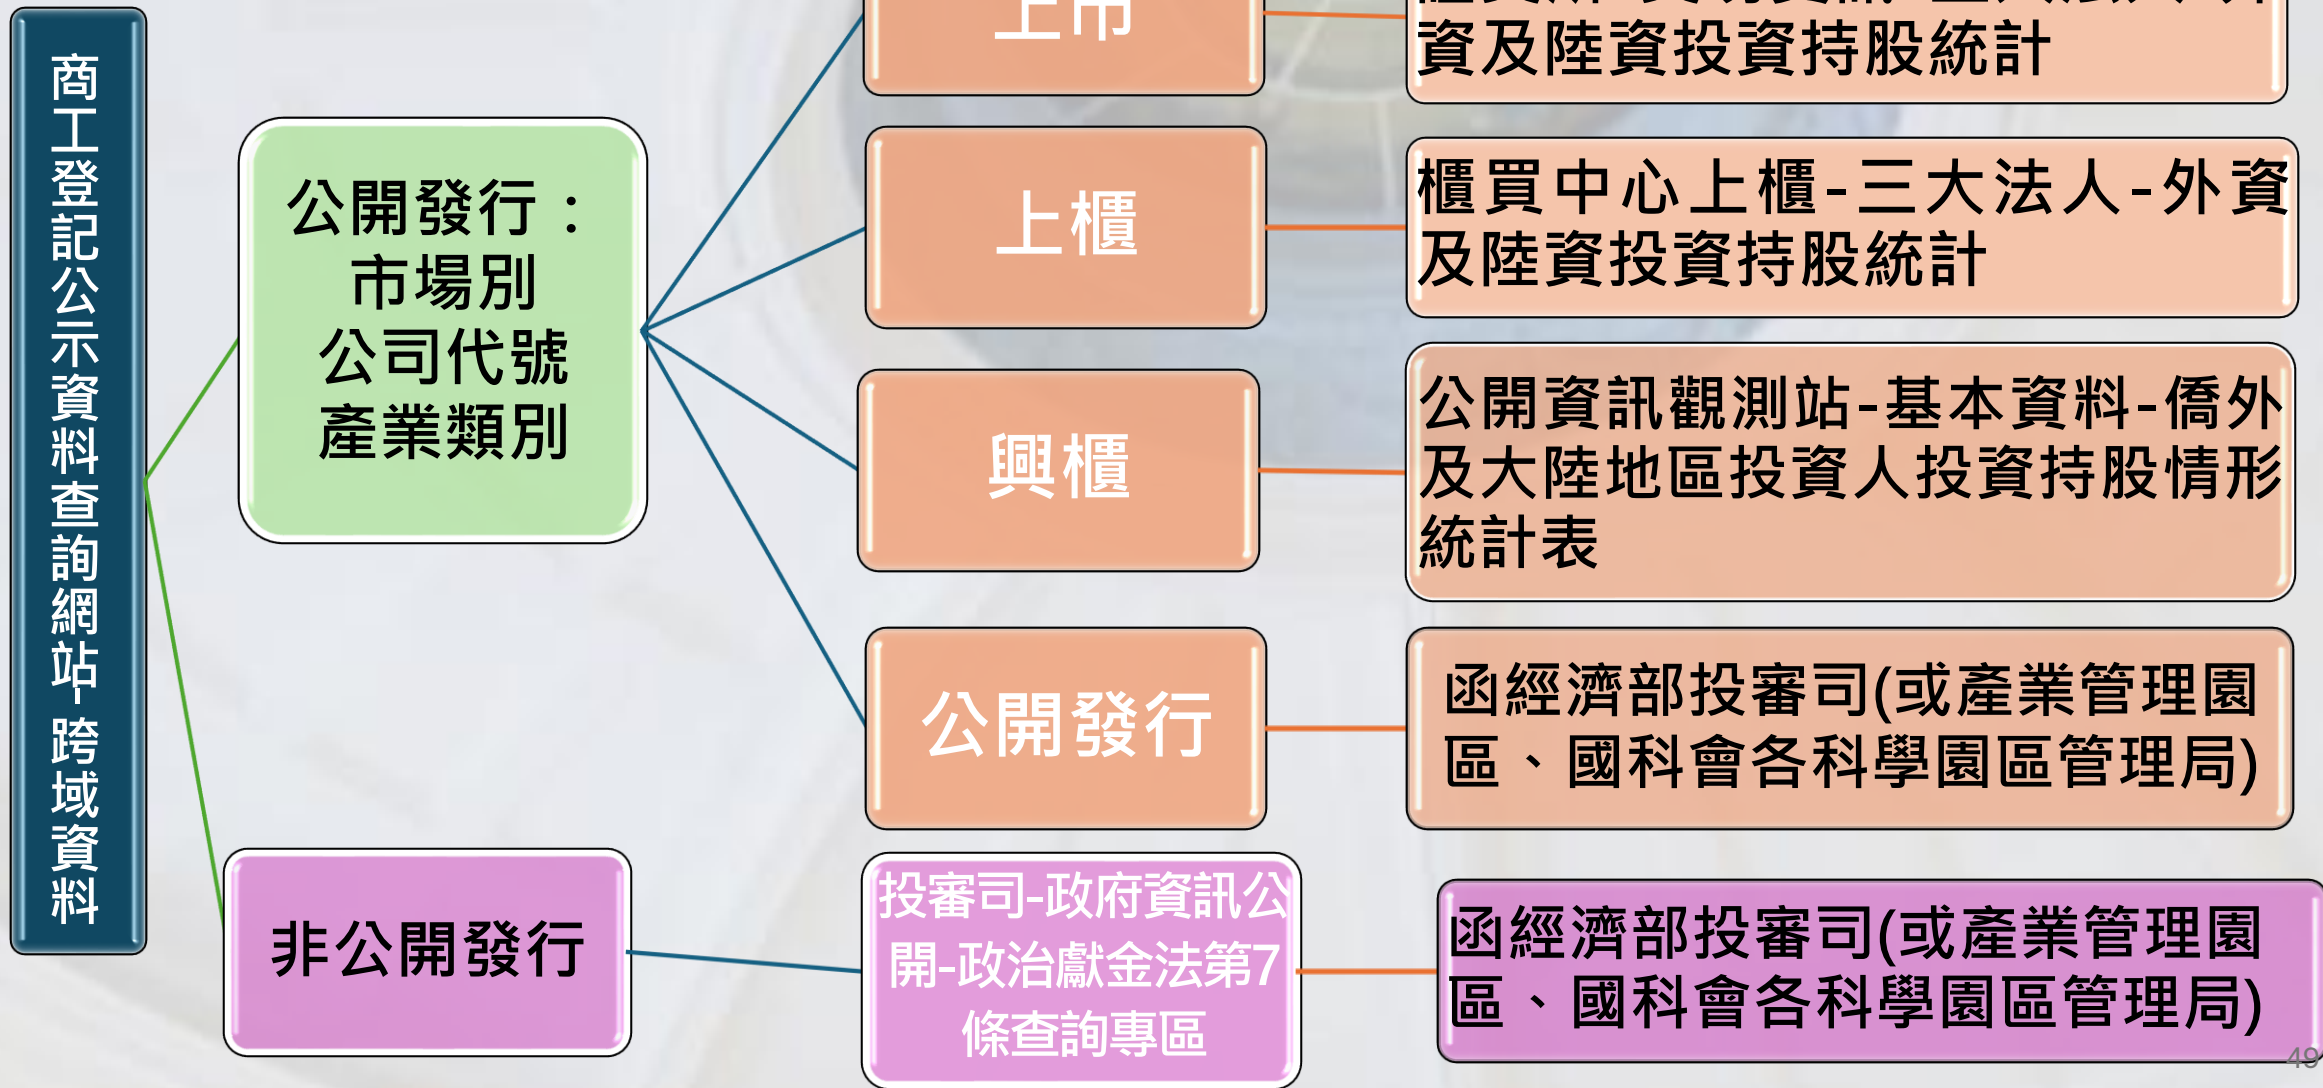 商工登記公示資料查詢網站-跨域資料
公開發行：
市場別
公司代號
產業類別
上市
資及陸資投資持股統計
上櫃
櫃買中心上櫃-三大法人-外資
及陸資投資持股統計
興櫃
公開資訊觀測站-基本資料-僑外
及大陸地區投資人投資持股情形
統計表
公開發行
函經濟部投審司(或產業管理園
區、國科會各科學園區管理局)
非公開發行
投審司-政府資訊公
開-政治獻金法第7
條查詢專區
函經濟部投審司(或產業管理園
區、國科會各科學園區管理局)
49